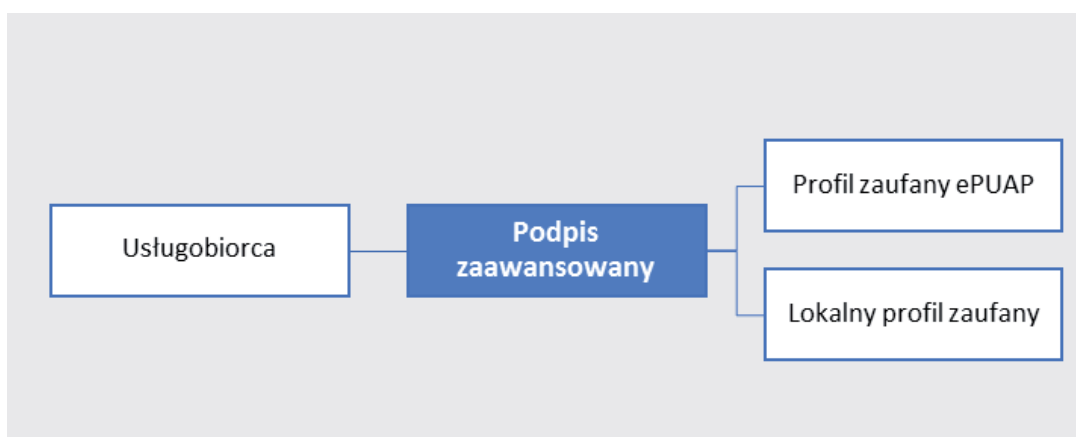 Usługobiorca
Podpis
zaawansowany
Profil zaufany ePUAP
Lokalny profil zaufany